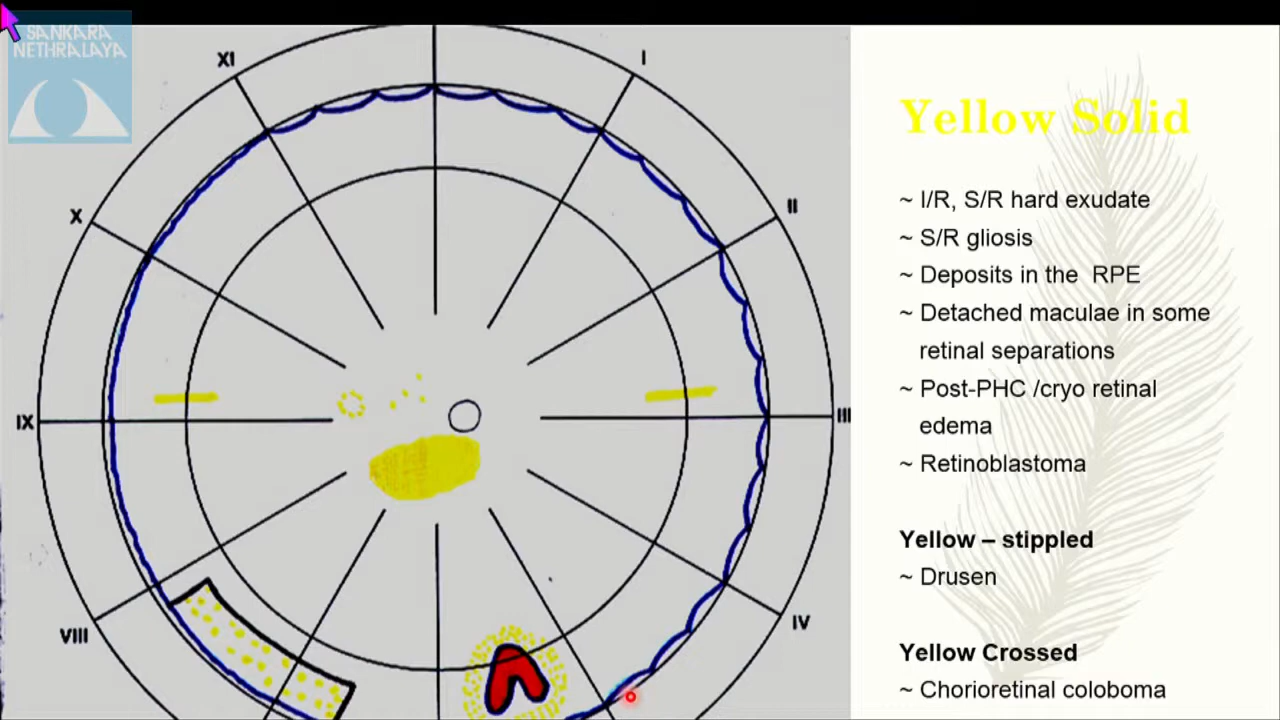 SANKARA
NETHRALAYA
XI
I
X
II
IX
III
VIII
IV
Yellow Solid
~ I/R, S/R hard exudate
~ S/R gliosis
~ Deposits in the RPE
~ Detached maculae in some
retinal separations
~ Post-PHC /cryo retinal
edema
~ Retinoblastoma
Yellow – stippled
~ Drusen
Yellow Crossed
~ Chorioretinal coloboma